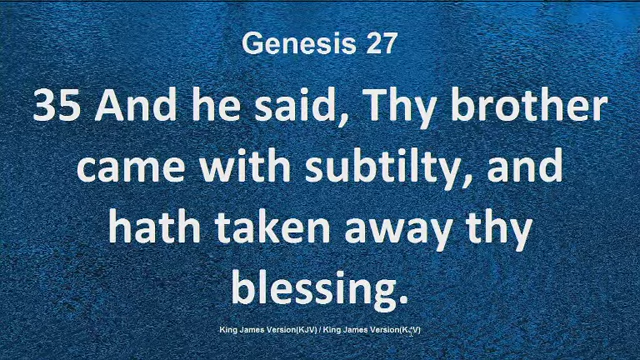 Genesis 27
35 And he said, Thy brother
came with subtilty, and
hath taken away thy
blessing.
King James Version(KJV) / King James Version(KJV)